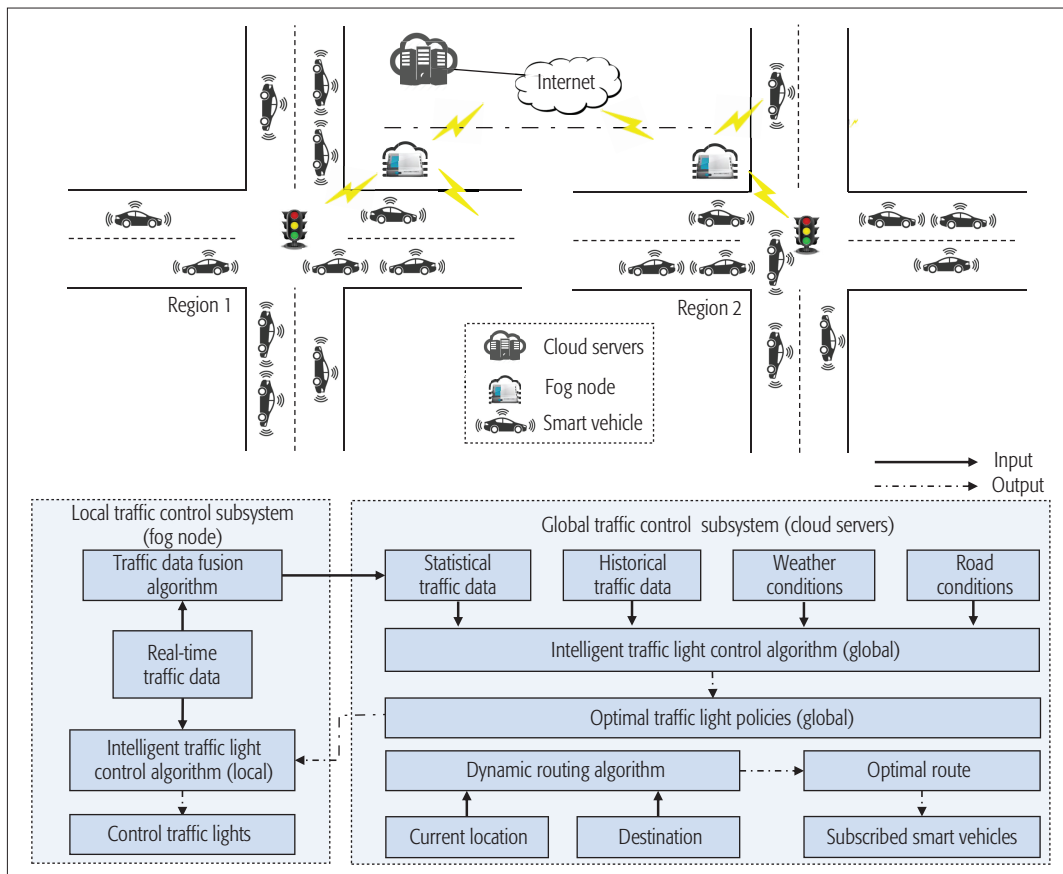 Internet
Region 1
Region 2
Cloud servers
Fog node
Smart vehicle
Input
Output
Local traffic control subsystem
(fog node)
Traffic data fusion
algorithm
Real-time
traffic data
Intelligent traffic light
control algorithm (local)
Control traffic lights
Global traffic control subsystem (cloud servers)
Statistical
traffic data
Historical
traffic data
Weather
conditions
Road
conditions
Intelligent traffic light control algorithm (global)
Optimal traffic light policies (global)
Dynamic routing algorithm
Optimal route
Current location
Destination
Subscribed smart vehicles